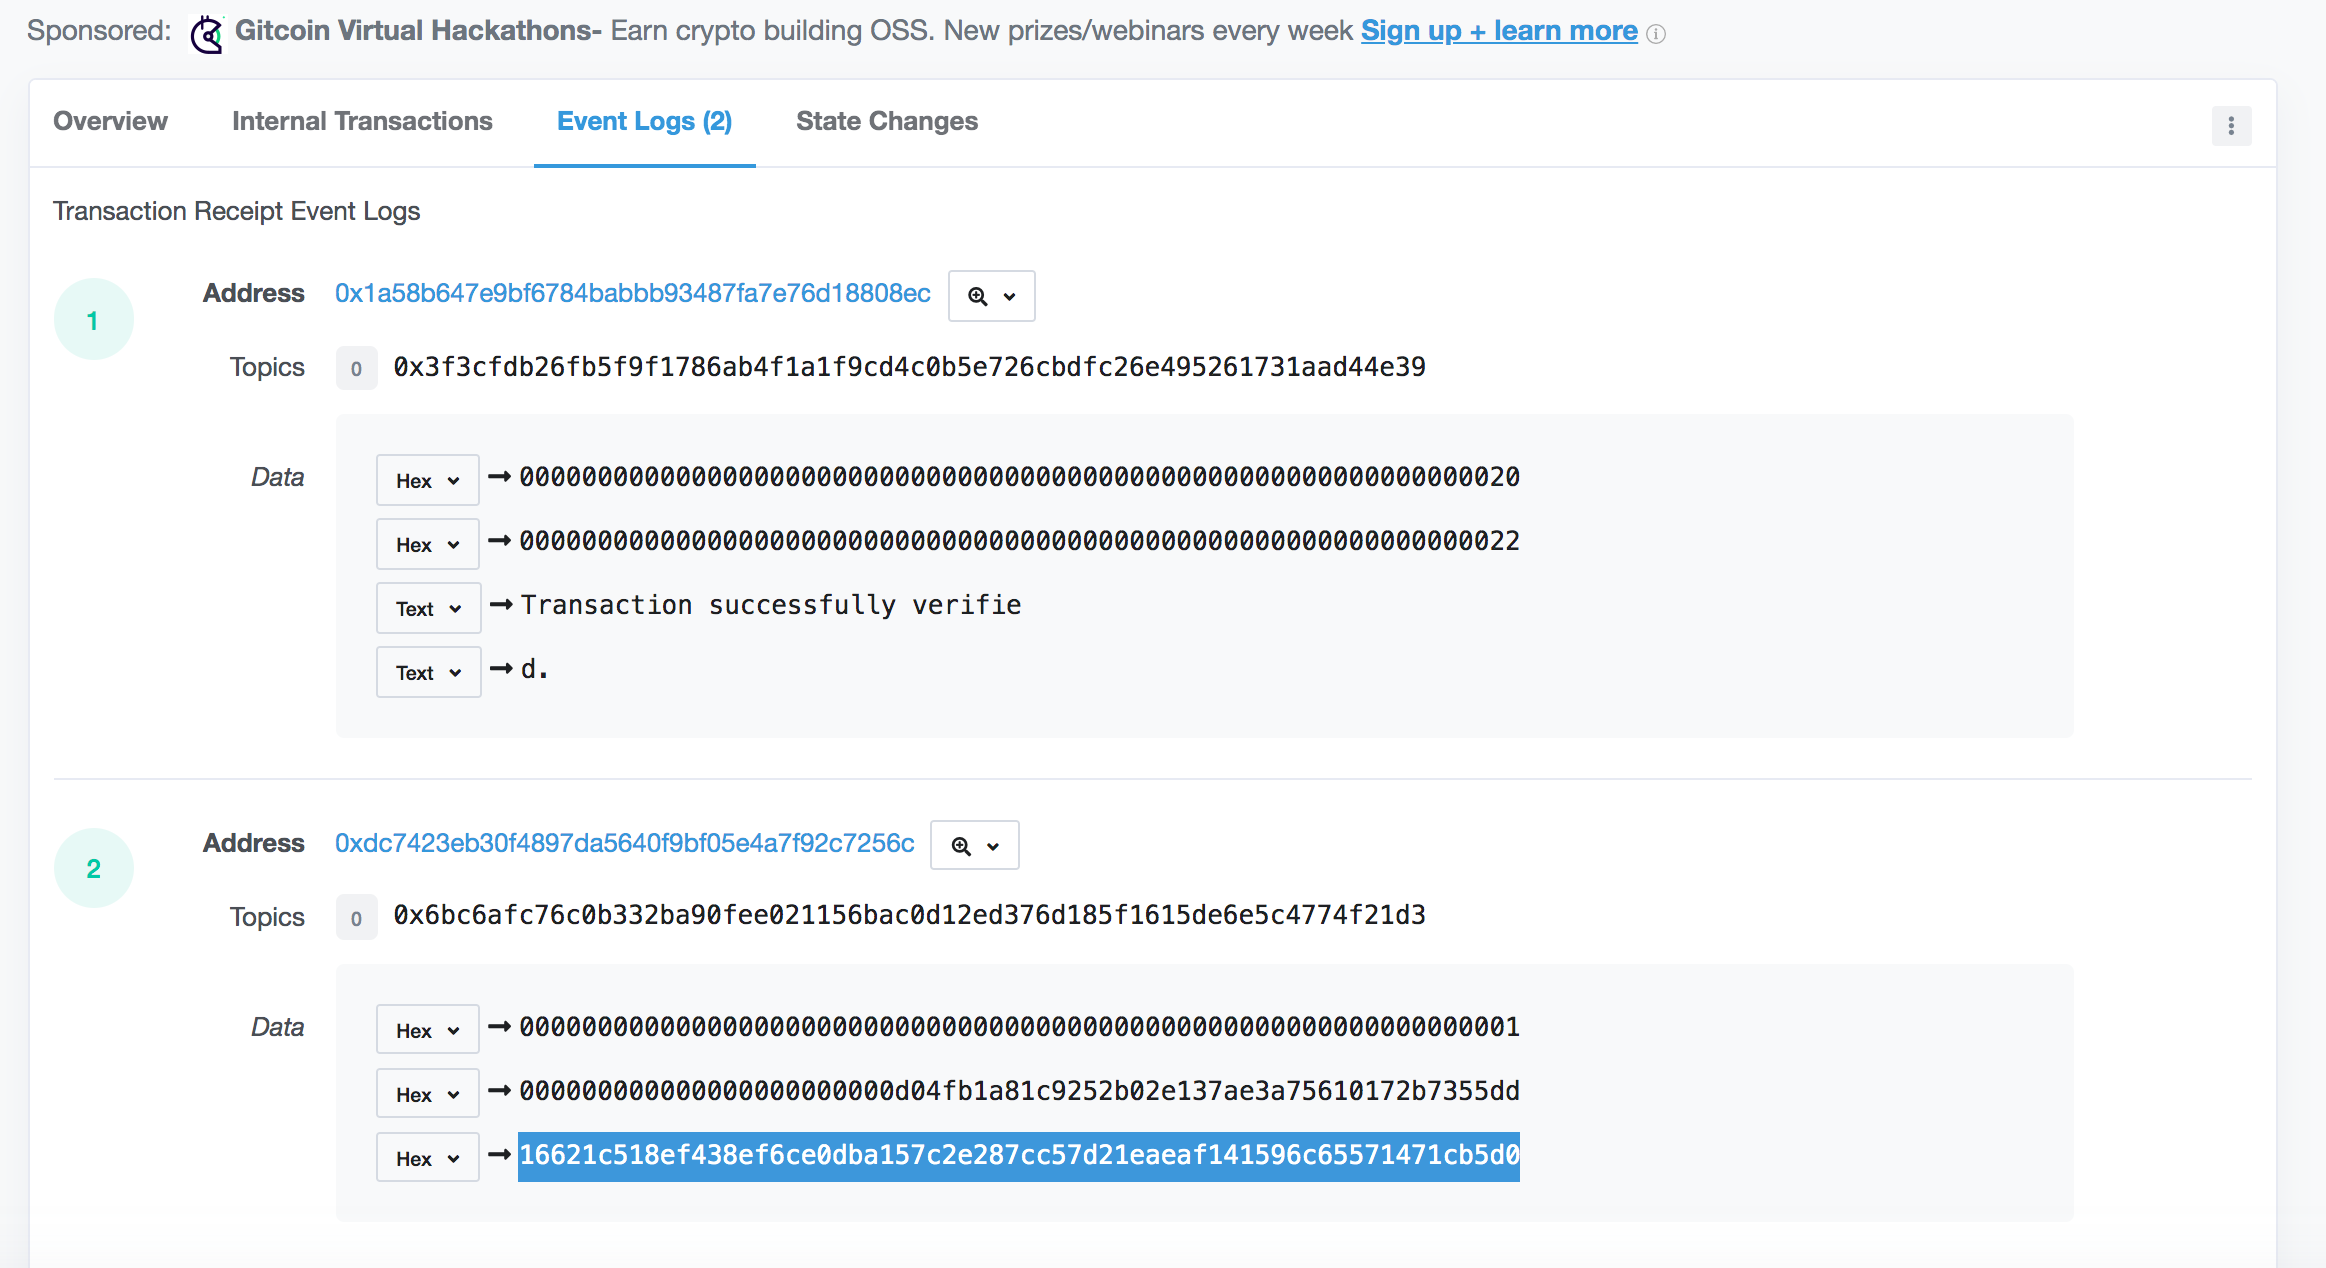 Sponsored: Gitcoin Virtual Hackathons- Earn crypto building OSS. New prizes/webinars every week Sign up + learn more
Overview Internal Transactions Event Logs (2) State Changes
Transaction Receipt Event Logs
1 Address 0x1a58b647e9bf6784babbb93487fa7e76d18808ec
Topics 0 0x3f3cfdb26fb5f9f1786ab4f1a1f9cd4c0b5e726cbdfc26e495261731aad44e39
Data Hex → 0000000000000000000000000000000000000000000000000000000000000020
Hex → 0000000000000000000000000000000000000000000000000000000000000022
Text → Transaction successfully verifie
Text → d.
2 Address 0xdc7423eb30f4897da5640f9bf05e4a7f92c7256c
Topics 0 0x6bc6afc76c0b332ba90fee021156bac0d12ed376d185f1615de6e5c4774f21d3
Data Hex → 0000000000000000000000000000000000000000000000000000000000000001
Hex → 000000000000000000000000d04fb1a81c9252b02e137ae3a75610172b7355dd
Hex → 16621c518ef438ef6ce0dba157c2e287cc57d21eaeaf141596c65571471cb5d0